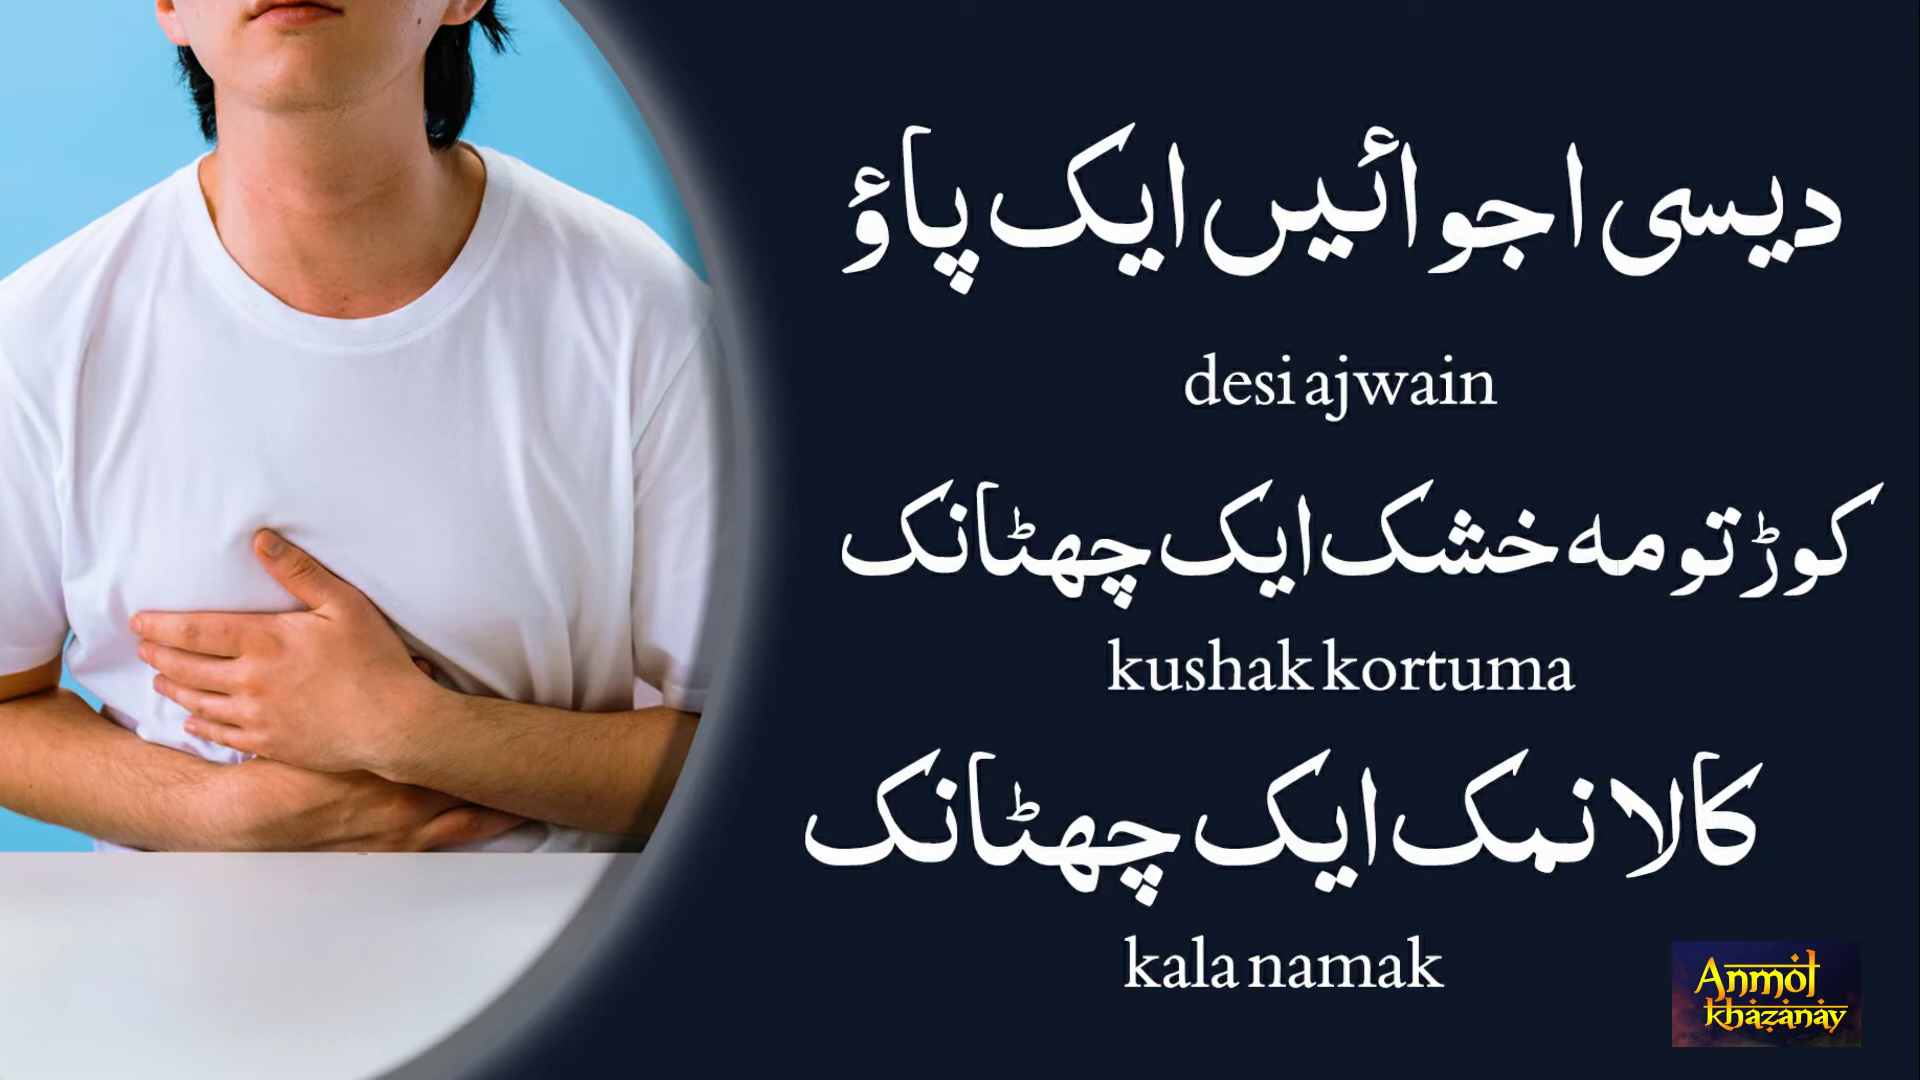 دیسی اجوائیں ایک پاؤ
desi ajwain
کوڑتومہ خشک ایک چھٹانک
kushak kortuma
کالا نمک ایک چھٹانک
kala namak
Anmol
khazanay